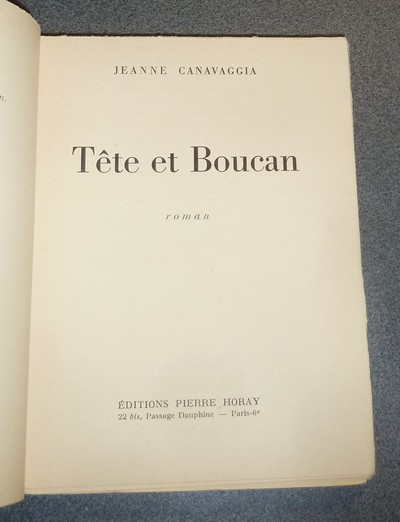 JEANNE CANAVAGGIA
Tête et Boucan
roman
ÉDITIONS PIERRE HORAY
22 bis, Passage Dauphine — Paris-6e